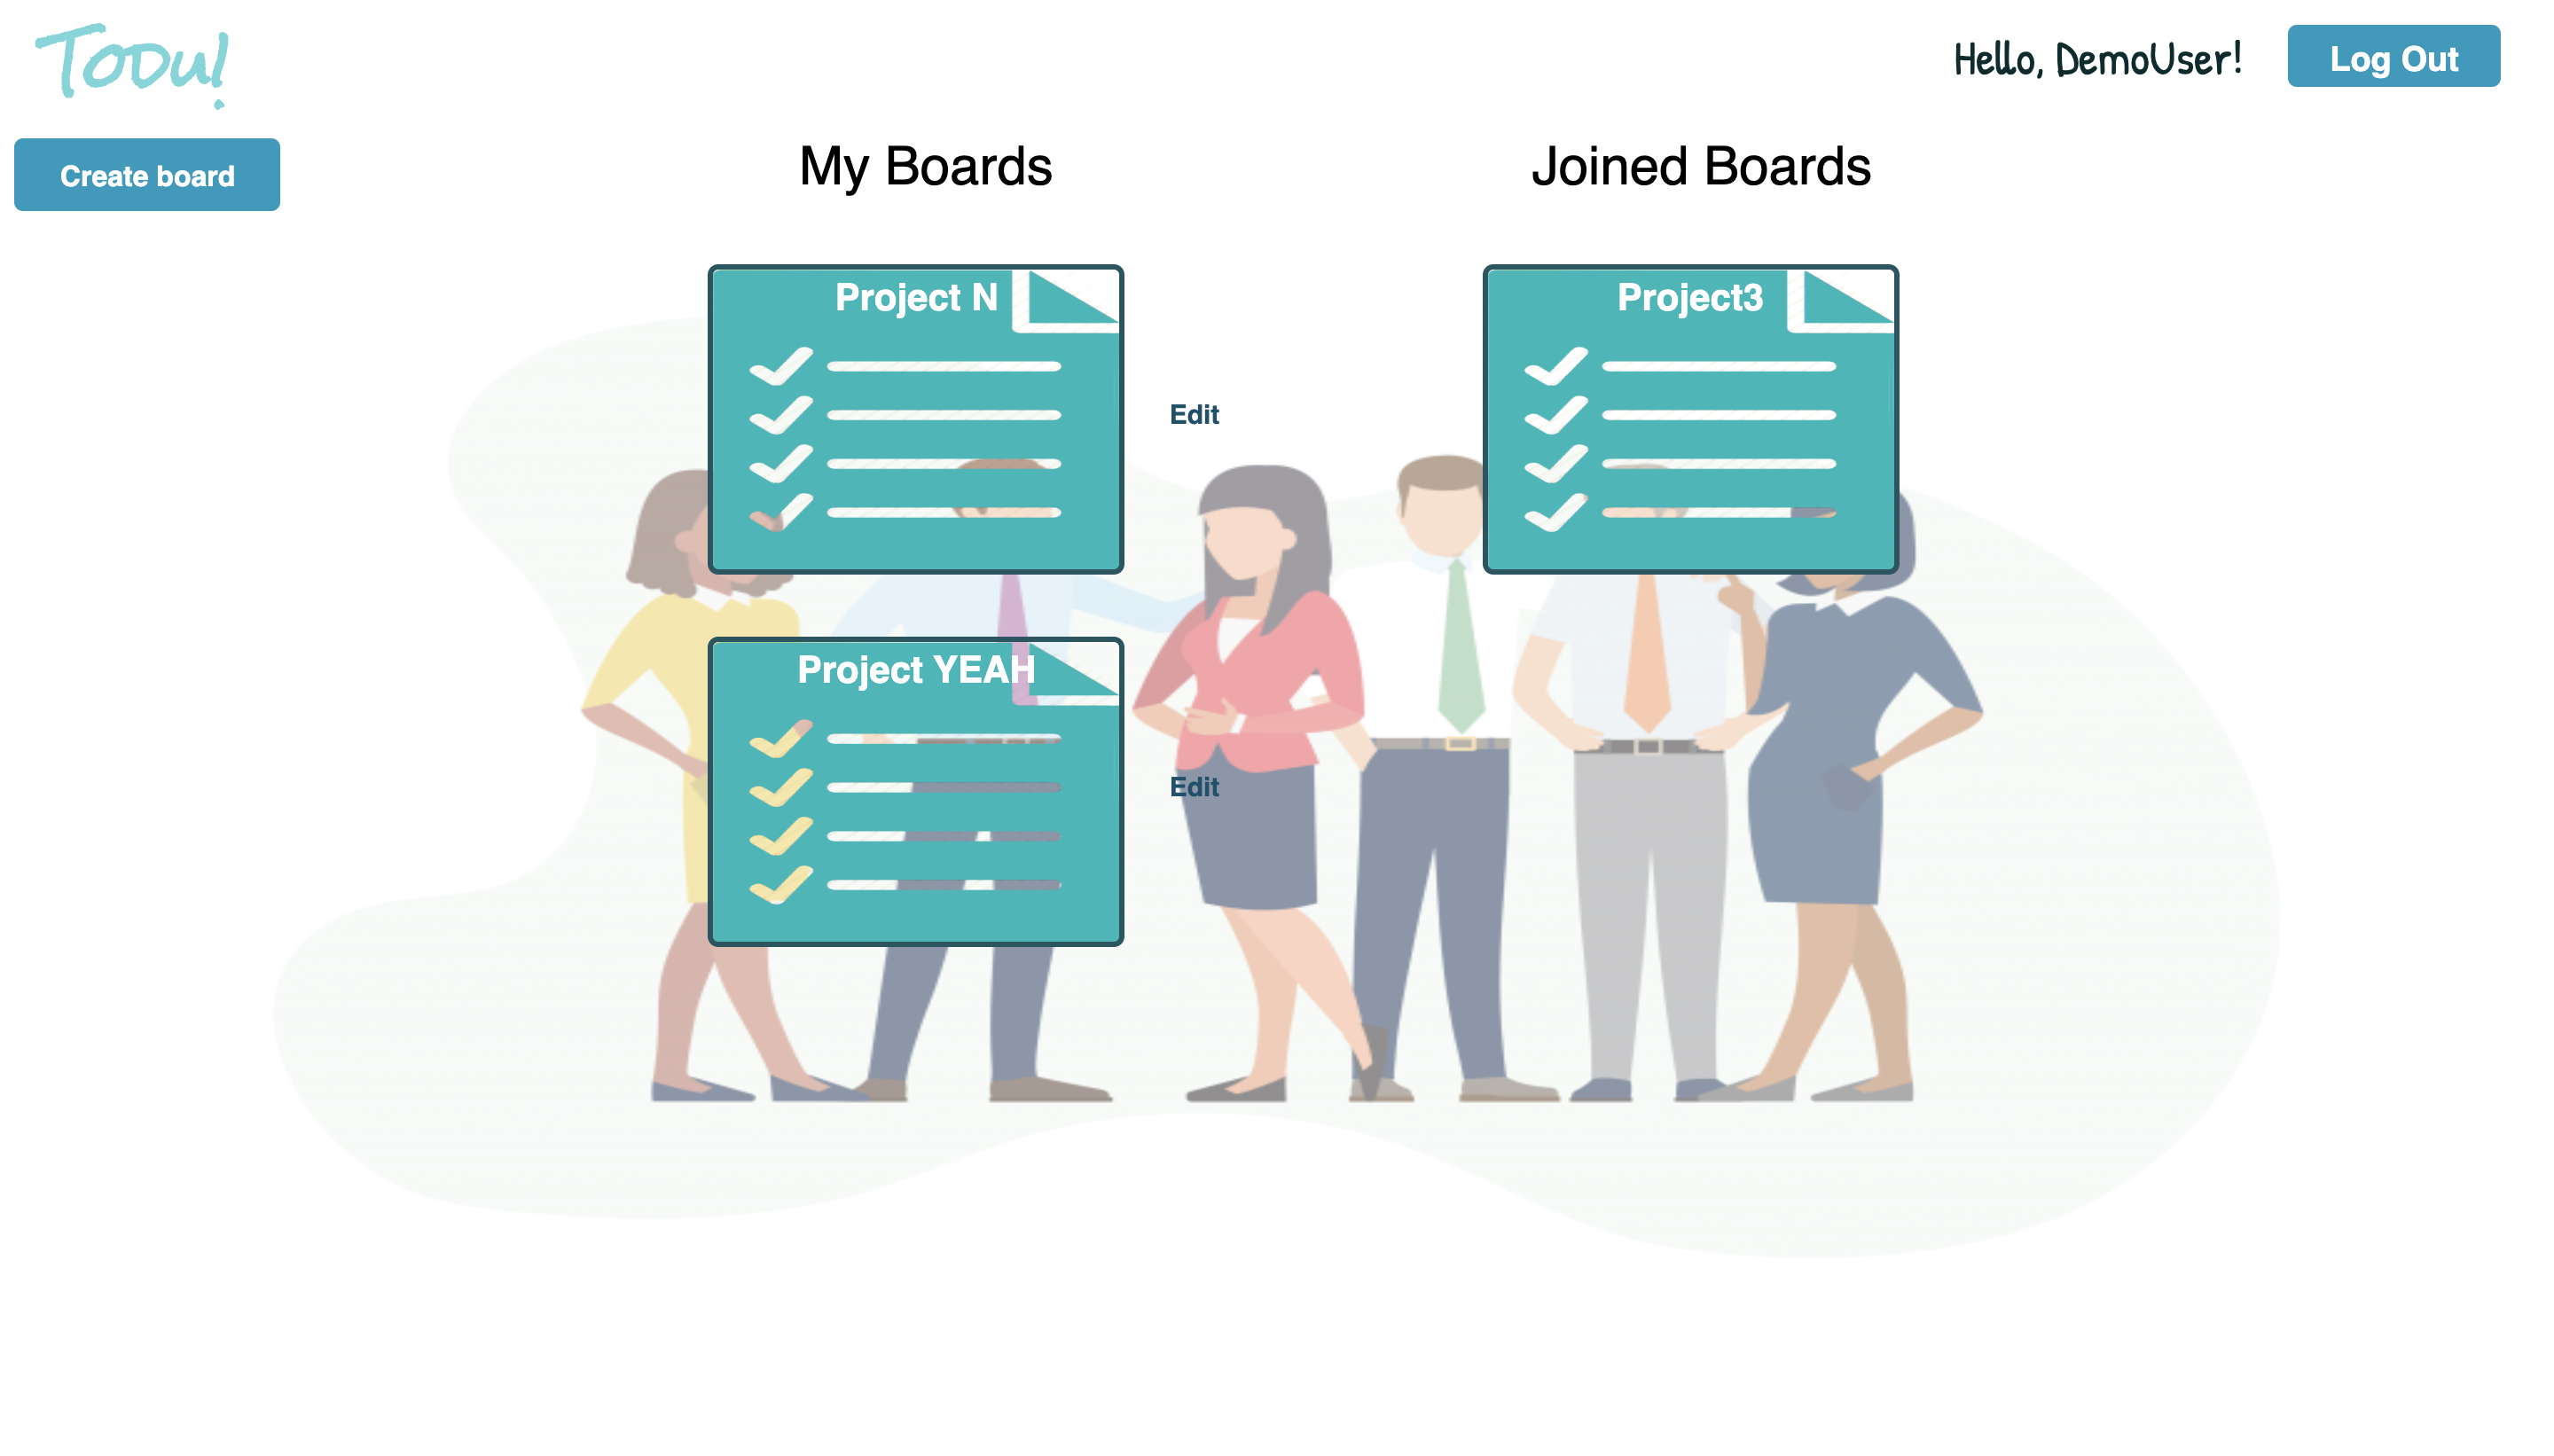 TODU!
Hello, DemoUser!
Log Out
Create board
My Boards
Joined Boards
Project N
Edit
Project3
Project YEAH
Edit